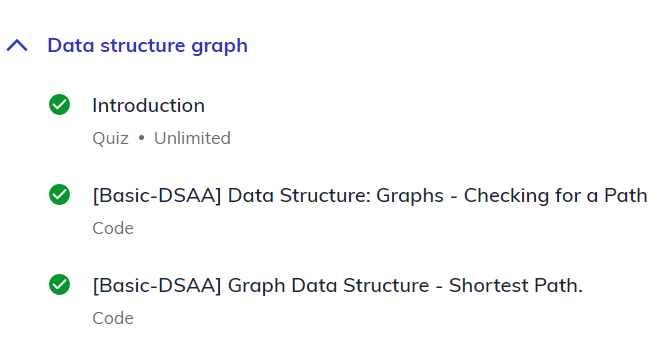 Data structure graph
Introduction
Quiz • Unlimited
[Basic-DSAA] Data Structure: Graphs - Checking for a Path
Code
[Basic-DSAA] Graph Data Structure - Shortest Path.
Code